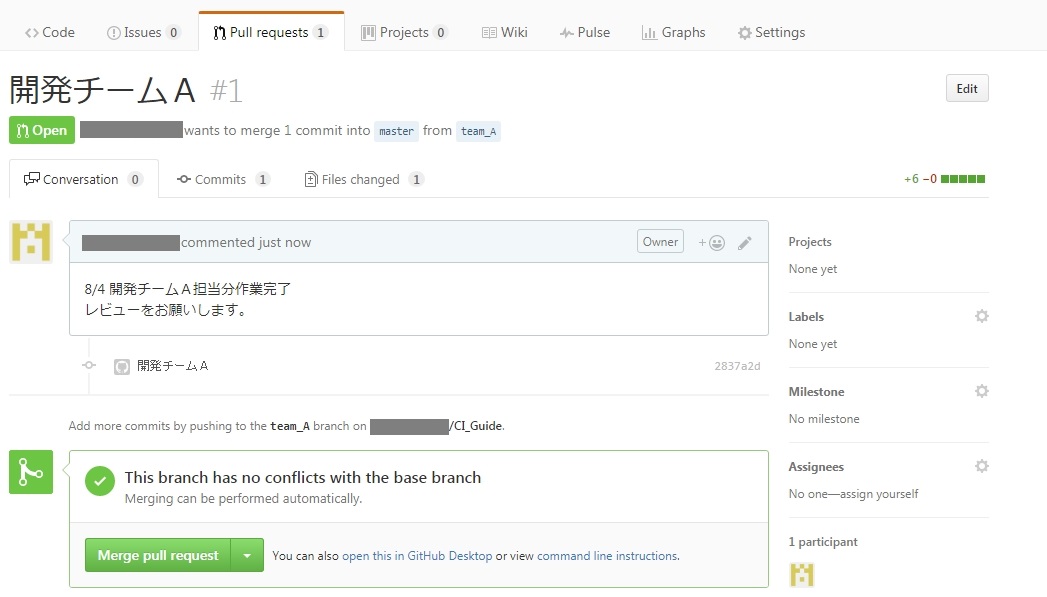 Code Issues 0 Pull requests 1 Projects 0 Wiki Pulse Graphs Settings
開発チームＡ #1
Edit
Open wants to merge 1 commit into master from team_A
Conversation 0 Commits 1 Files changed 1
+6 −0
commented just now
Owner
8/4 開発チームＡ担当分作業完了
レビューをお願いします。
開発チームＡ 2837a2d
Add more commits by pushing to the team_A branch on /CI_Guide.
This branch has no conflicts with the base branch
Merging can be performed automatically.
Merge pull request You can also open this in GitHub Desktop or view command line instructions.
Projects
None yet
Labels
None yet
Milestone
No milestone
Assignees
No one—assign yourself
1 participant